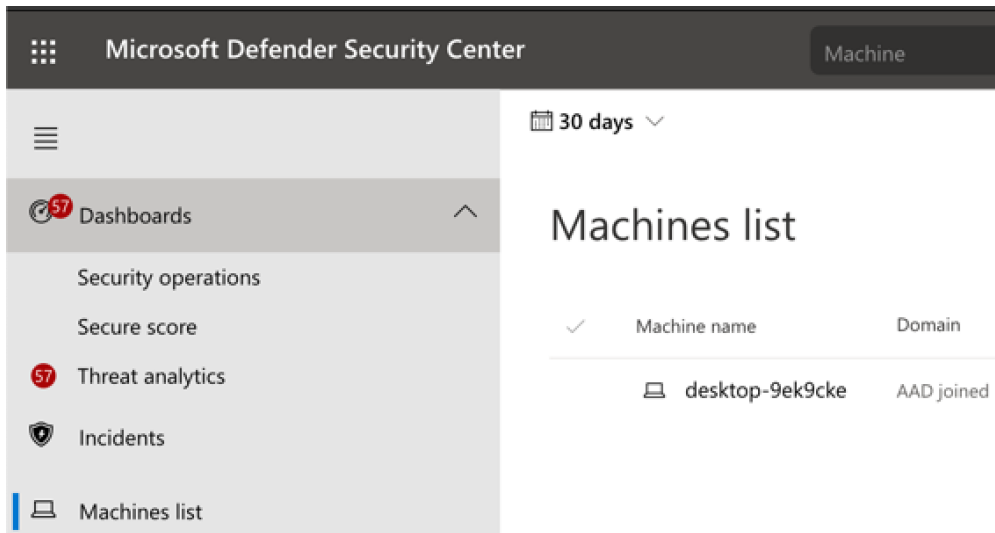 Microsoft Defender Security Center
Machine
30 days
57
Dashboards
Security operations
Secure score
57
Threat analytics
Incidents
Machines list
Machines list
Machine name
Domain
desktop-9ek9cke
AAD joined